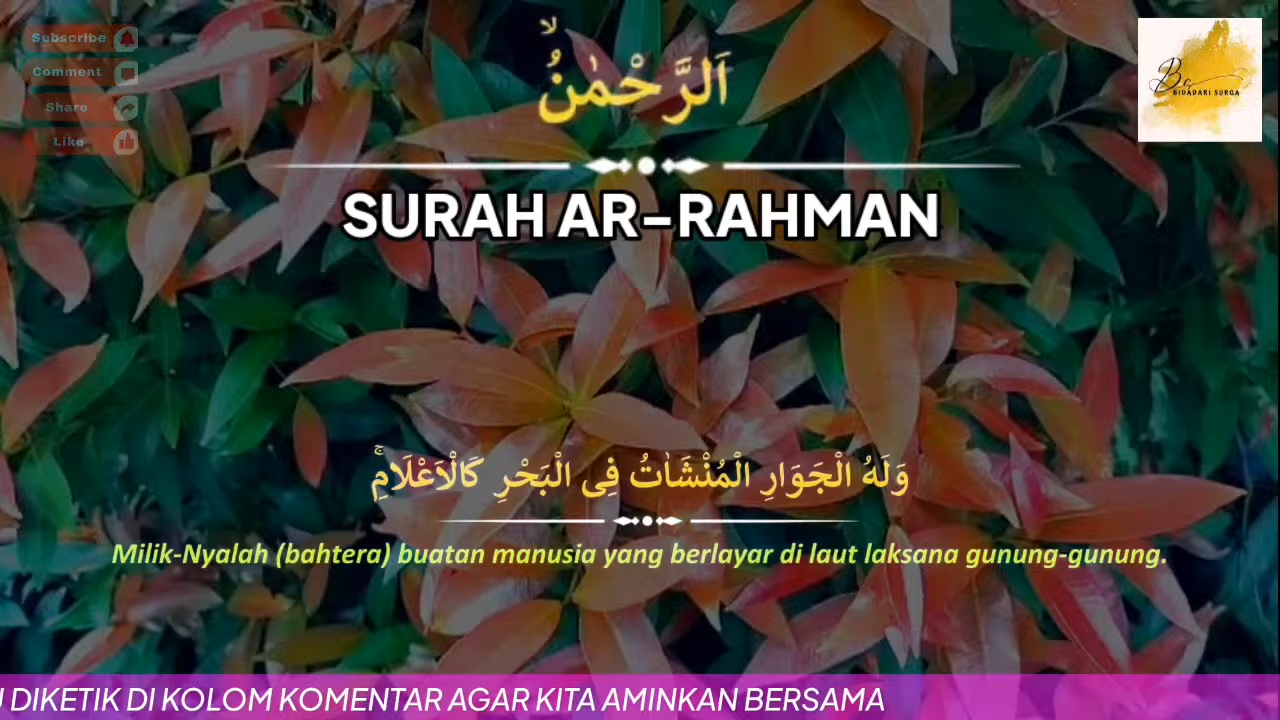 Subscribe
Comment
Share
Like
اَلرَّحْمٰنُۙ
BIDADARI SURGA
SURAH AR-RAHMAN
وَلَهُ الْجَوَارِ الْمُنْشَاٰتُ فِى الْبَحْرِ كَالْاَعْلَامِۚ
Milik-Nyalah (bahtera) buatan manusia yang berlayar di laut laksana gunung-gunung.
DIKETIK DI KOLOM KOMENTAR AGAR KITA AMINKAN BERSAMA